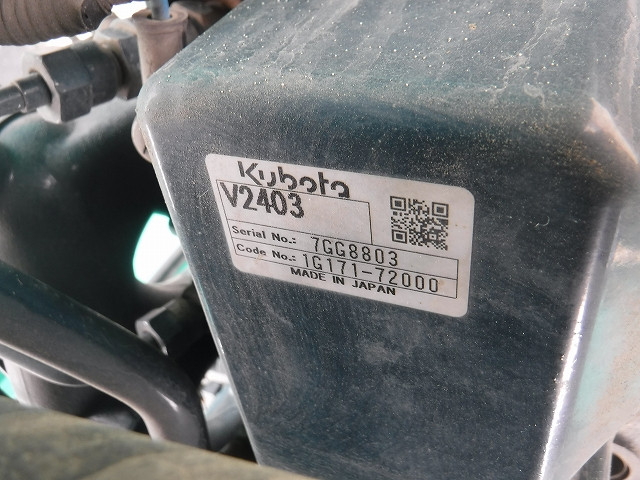 Kubota
V2403
Serial No.: 7GG8803
Code No.: 1G171-72000
MADE IN JAPAN